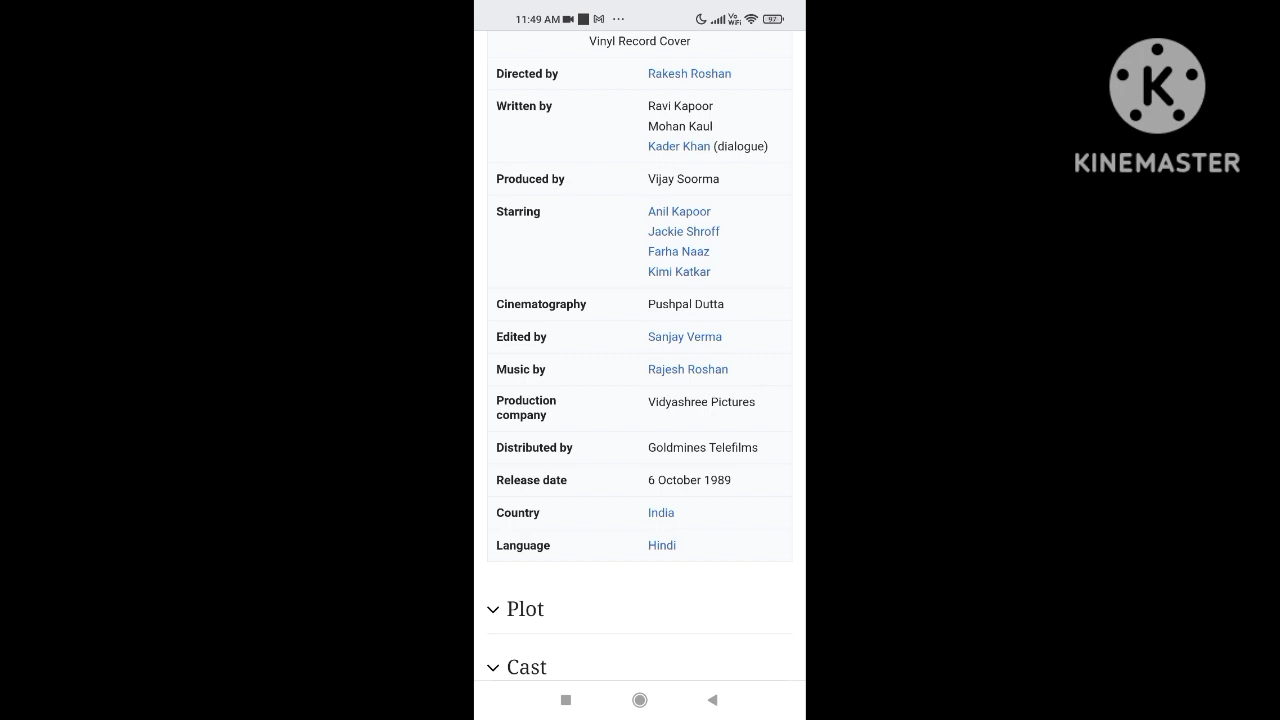 11:49 AM ... Vo WiFi 97
Vinyl Record Cover
Directed by Rakesh Roshan
Written by Ravi Kapoor
Mohan Kaul
Kader Khan (dialogue)
Produced by Vijay Soorma
Starring Anil Kapoor
Jackie Shroff
Farha Naaz
Kimi Katkar
Cinematography Pushpal Dutta
Edited by Sanjay Verma
Music by Rajesh Roshan
Production
company Vidyashree Pictures
Distributed by Goldmines Telefilms
Release date 6 October 1989
Country India
Language Hindi
Plot
Cast
K
KINEMASTER